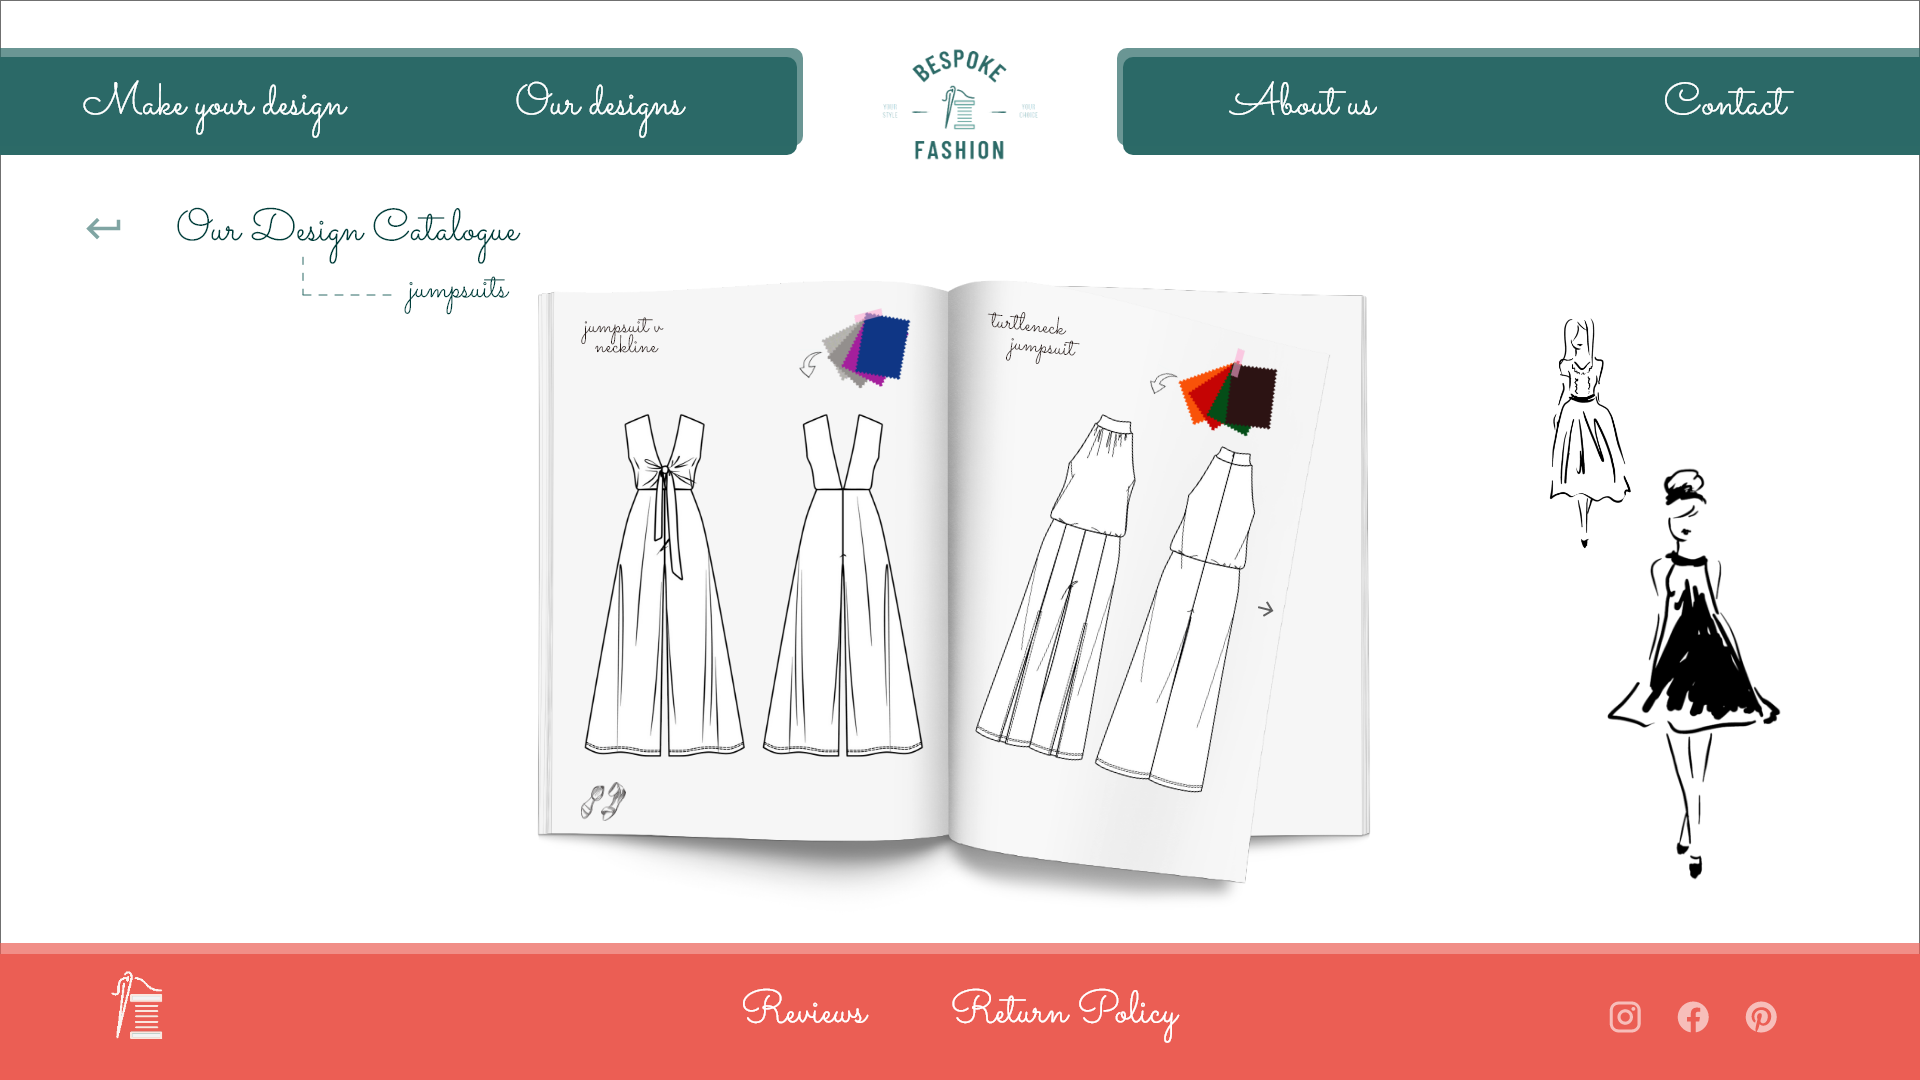 Make your design
Our designs
BESPOKE
YOUR STYLE
YOUR CHOICE
FASHION
About us
Contact
Our Design Catalogue
jumpsuits
jumpsuit v
neckline
turtleneck
jumpsuit
Reviews
Return Policy